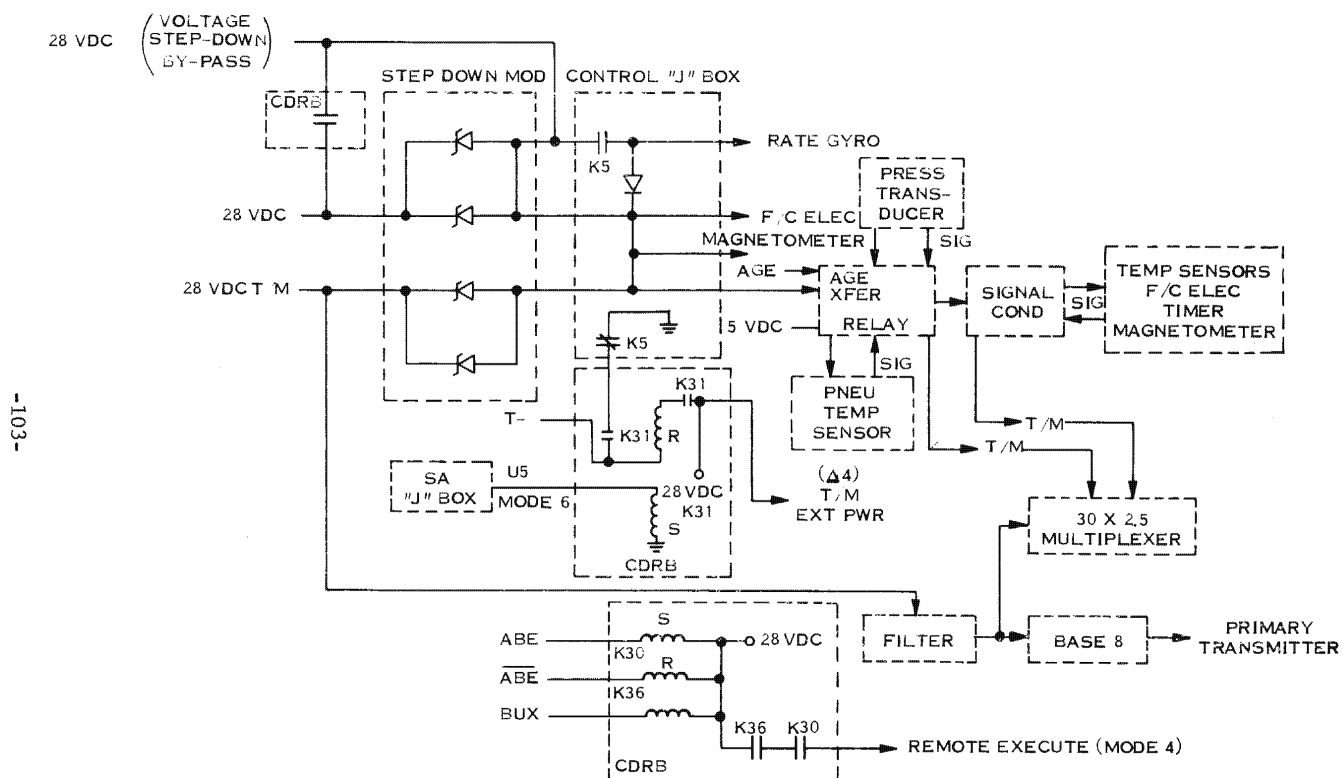 28 VDC
VOLTAGE
STEP-DOWN
BY-PASS
CDRB
STEP DOWN MOD
CONTROL "J" BOX
K5
RATE GYRO
28 VDC
F/C ELEC
MAGNETOMETER
PRESS
TRANS-
DUCER
SIG
AGE
28 VDC T M
AGE
XFER
RELAY
SIGNAL
COND
SIG
TEMP SENSORS
F/C ELEC
TIMER
MAGNETOMETER
K5
5 VDC
SIG
PNEU
TEMP
SENSOR
K31
T-
K31
R
28 VDC
K31
T/M
T/M
(Δ4)
T/M
EXT PWR
SA
"J" BOX
U5
MODE 6
S
CDRB
30 X 2.5
MULTIPLEXER
-103-
FILTER
BASE 8
PRIMARY
TRANSMITTER
ABE
S
K30
28 VDC
A̅B̅E̅
R
K36
BUX
K36
K30
REMOTE EXECUTE (MODE 4)
CDRB